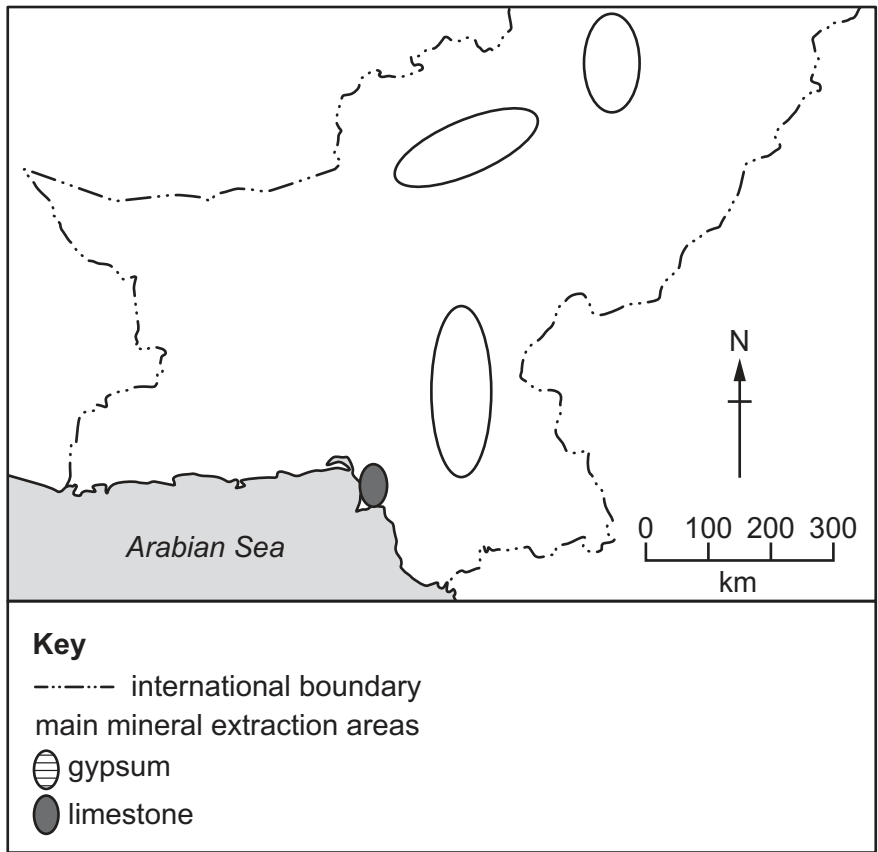 N
0 100 200 300
km
Arabian Sea
Key
international boundary
main mineral extraction areas
gypsum
limestone